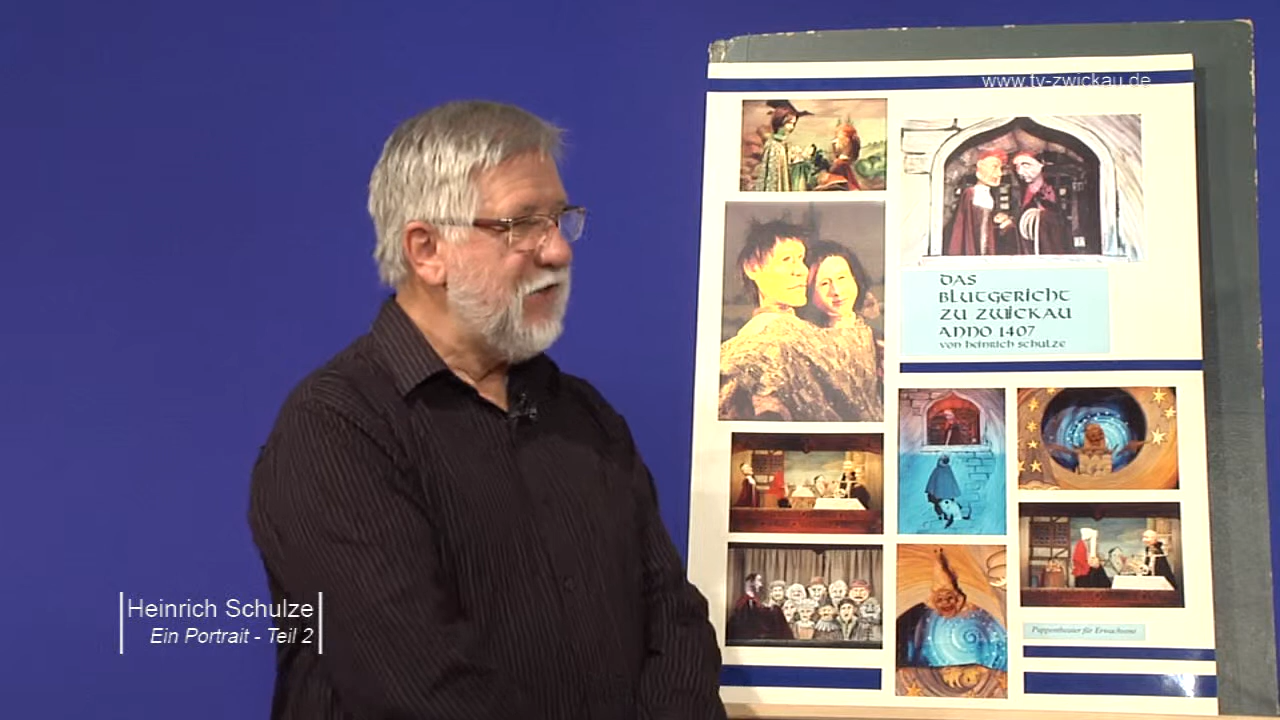 www.tv-zwickau.de
DAS
BLUTGERICHT
ZU ZWICKAU
ANNO 1407
VON HEINRICH SCHULZE
Puppentheater für Erwachsene
Heinrich Schulze
Ein Portrait - Teil 2